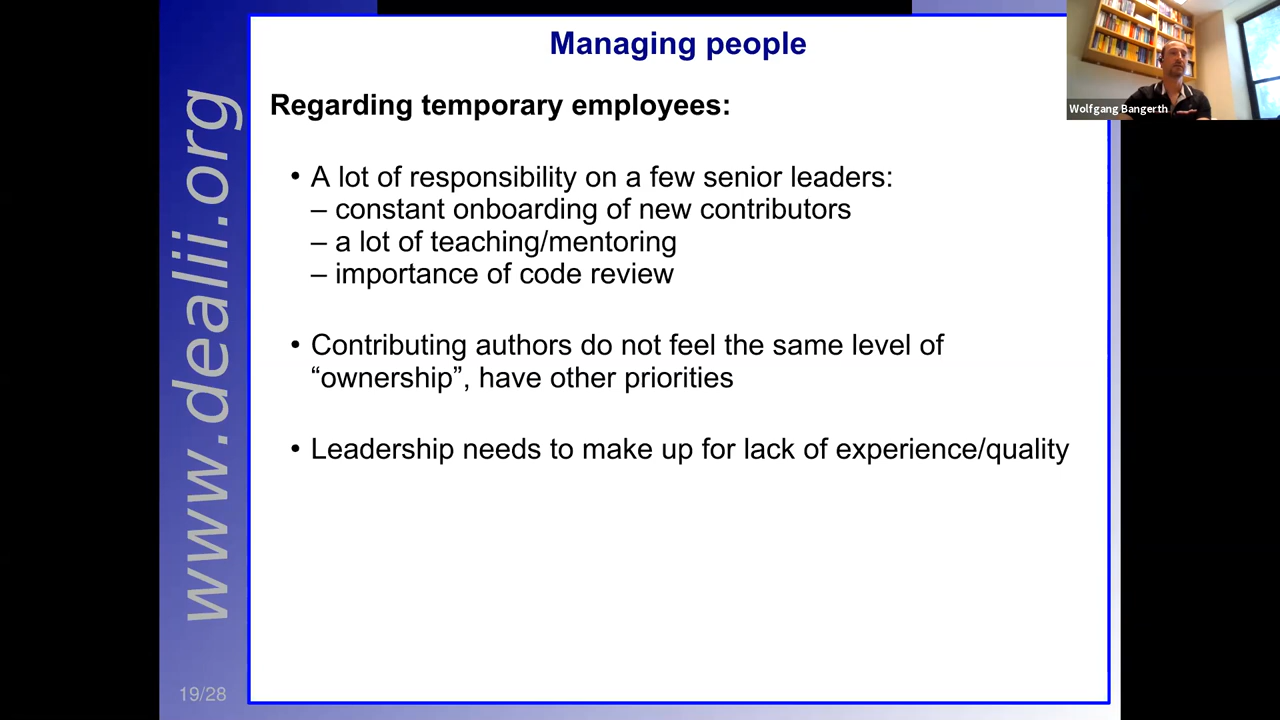 Managing people
Wolfgang Bangerth
Regarding temporary employees:
• A lot of responsibility on a few senior leaders:
– constant onboarding of new contributors
– a lot of teaching/mentoring
– importance of code review
• Contributing authors do not feel the same level of
“ownership”, have other priorities
• Leadership needs to make up for lack of experience/quality
www.dealii.org
19/28